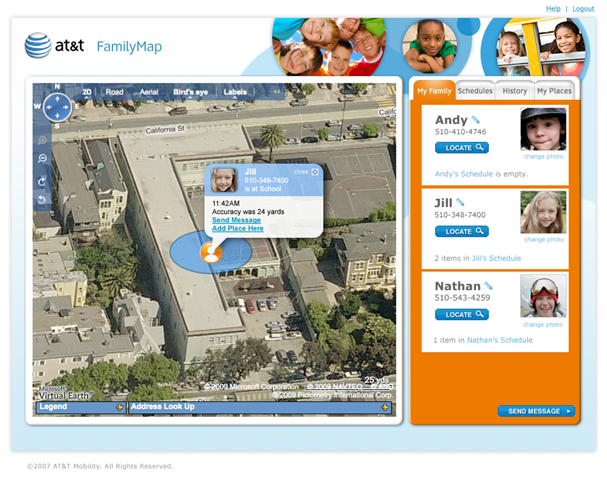 Help | Logout
at&t FamilyMap
My Family Schedules History My Places
N
W E
S
2D Road Aerial Bird's eye Labels <<
California St
Jill close
510-348-7400
is at School
11:42AM
Accuracy was 24 yards
Send Message
Add Place Here
25 yds
© 2009 Microsoft Corporation © 2009 NAVTEQ © AND
© 2009 Pictometry International Corp.
Microsoft
Virtual Earth
Legend
Address Look Up
Andy
510-410-4746
LOCATE
change photo
Andy's Schedule is empty.
Jill
510-348-7400
LOCATE
change photo
2 items in Jill's Schedule
Nathan
510-543-4259
LOCATE
change photo
1 item in Nathan's Schedule
SEND MESSAGE
©2007 AT&T Mobility. All Rights Reserved.